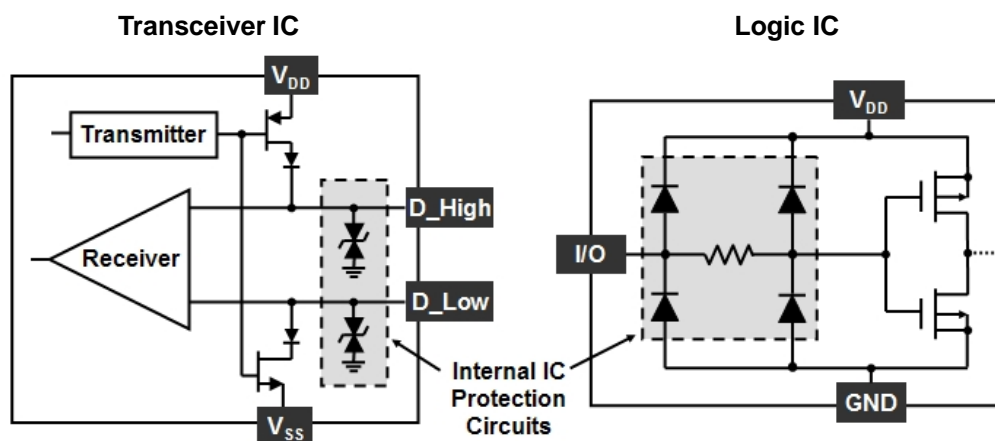 Transceiver IC
Logic IC
VDD
Transmitter
D_High
Receiver
D_Low
VSS
Internal IC
Protection
Circuits
VDD
I/O
GND